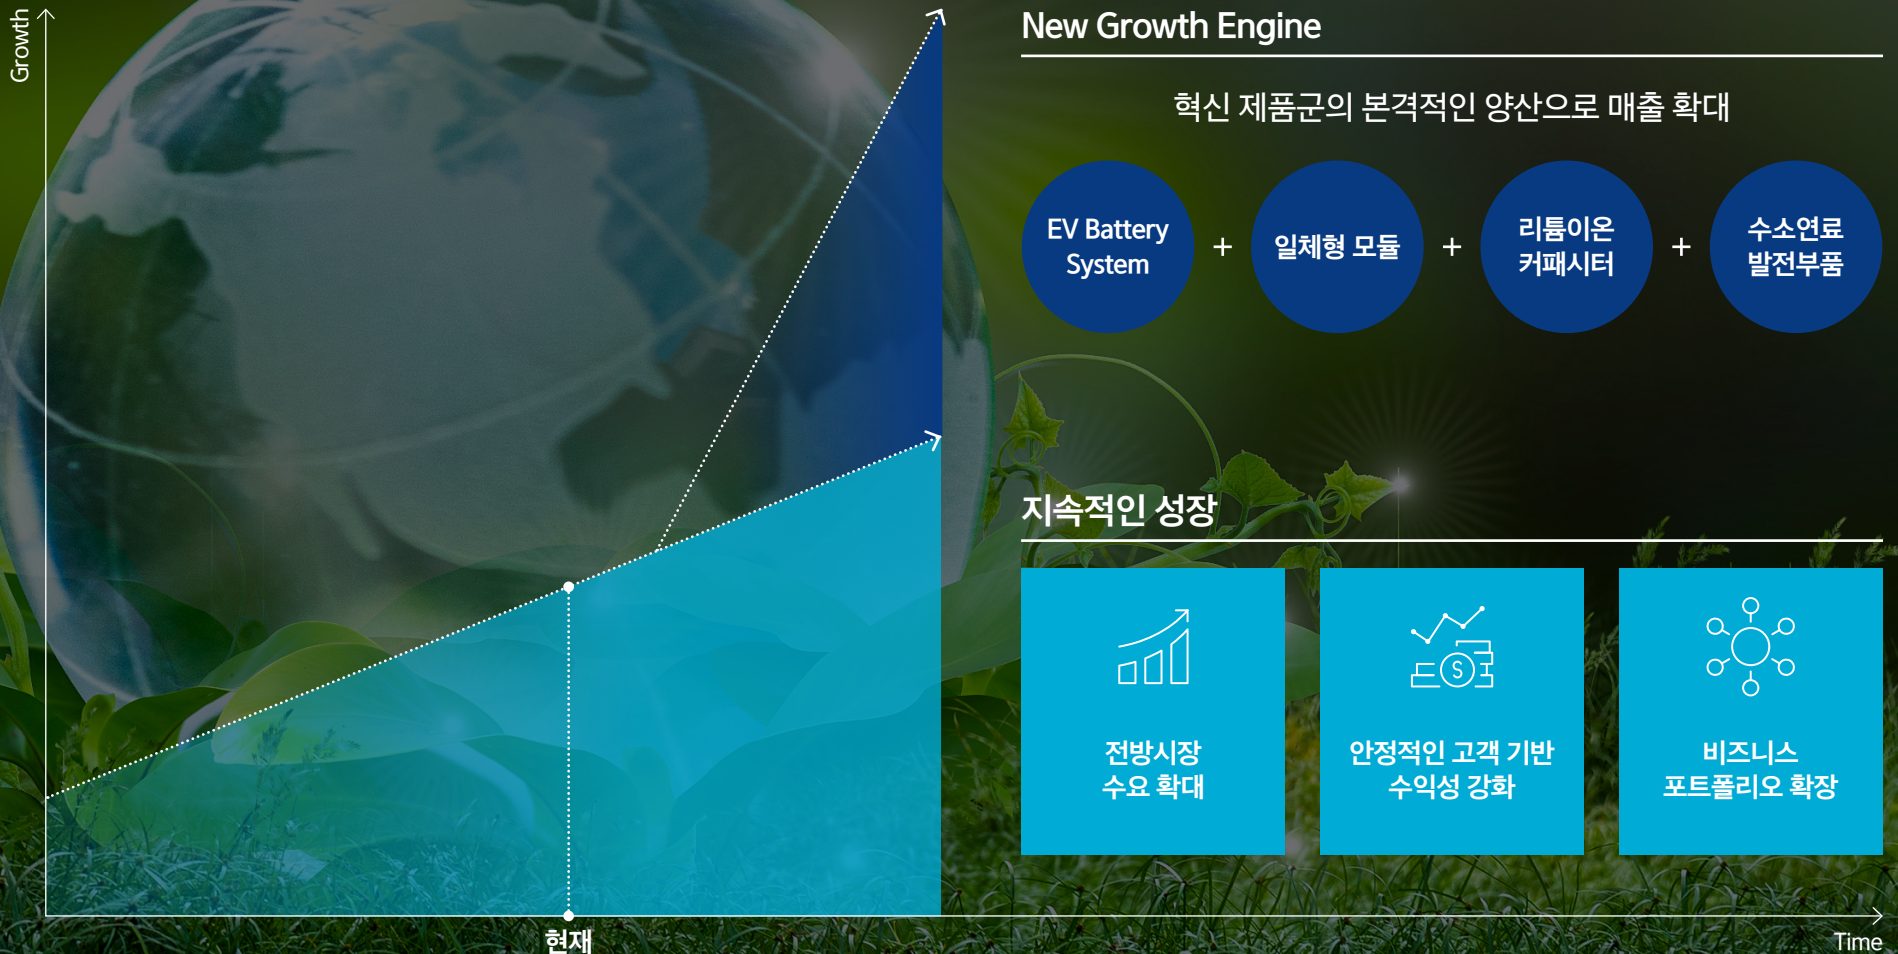 Growth
New Growth Engine
혁신 제품군의 본격적인 양산으로 매출 확대
EV Battery
System
+
일체형 모듈
+
리튬이온
커패시터
+
수소연료
발전부품
지속적인 성장
전방시장
수요 확대
$
안정적인 고객 기반
수익성 강화
비즈니스
포트폴리오 확장
현재
Time